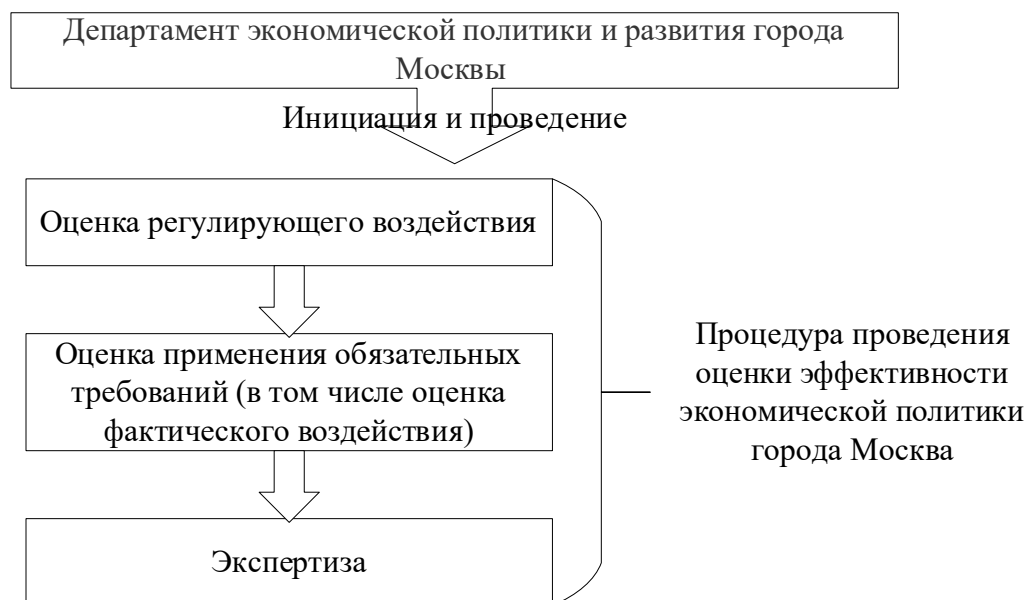 Департамент экономической политики и развития города
Москвы
Инициация и проведение
Оценка регулирующего воздействия
Оценка применения обязательных
требований (в том числе оценка
фактического воздействия)
Экспертиза
Процедура проведения
оценки эффективности
экономической политики
города Москва